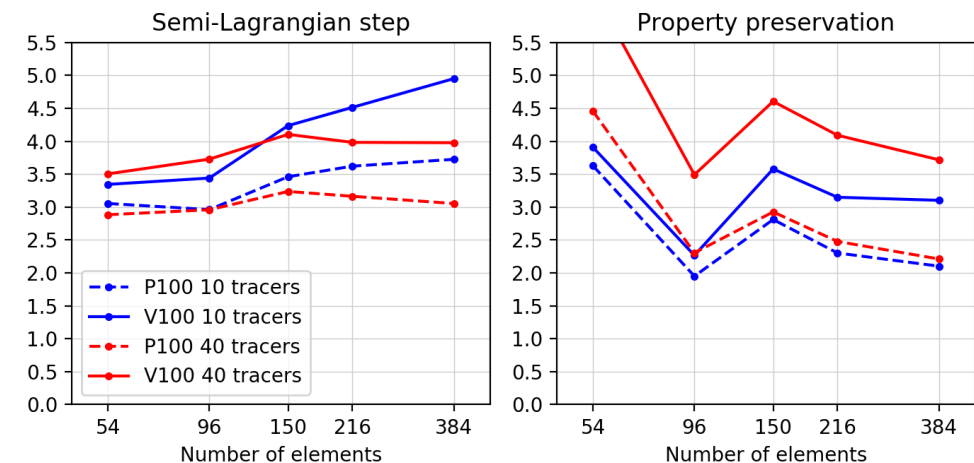 Semi-Lagrangian step
5.5
5.0
4.5
4.0
3.5
3.0
2.5
2.0
1.5
1.0
0.5
0.0
P100 10 tracers
V100 10 tracers
P100 40 tracers
V100 40 tracers
54 96 150 216 384
Number of elements
Property preservation
5.5
5.0
4.5
4.0
3.5
3.0
2.5
2.0
1.5
1.0
0.5
0.0
54 96 150 216 384
Number of elements